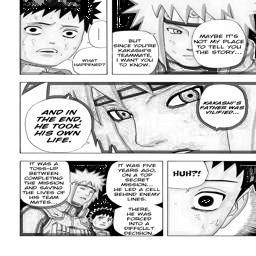 MAYBE IT'S
NOT MY PLACE
TO TELL YOU
THE STORY...
BUT
SINCE YOU'RE
KAKASHI'S
TEAMMATE,
I WANT YOU
TO KNOW.
WHAT
HAPPENED?
KAKASHI'S
FATHER WAS
VILIFIED...
AND IN
THE END,
HE TOOK
HIS OWN
LIFE.
HUH?!
IT WAS FIVE
YEARS AGO,
ON A TOP
SECRET
MISSION...
HE LED A CELL
BEHIND ENEMY
LINES.
THERE,
HE WAS
FORCED
INTO A
DIFFICULT
DECISION.
IT WAS A
TOSS-UP
BETWEEN
COMPLETING
THE MISSION
AND SAVING
THE LIVES OF
HIS TEAM
MATES.